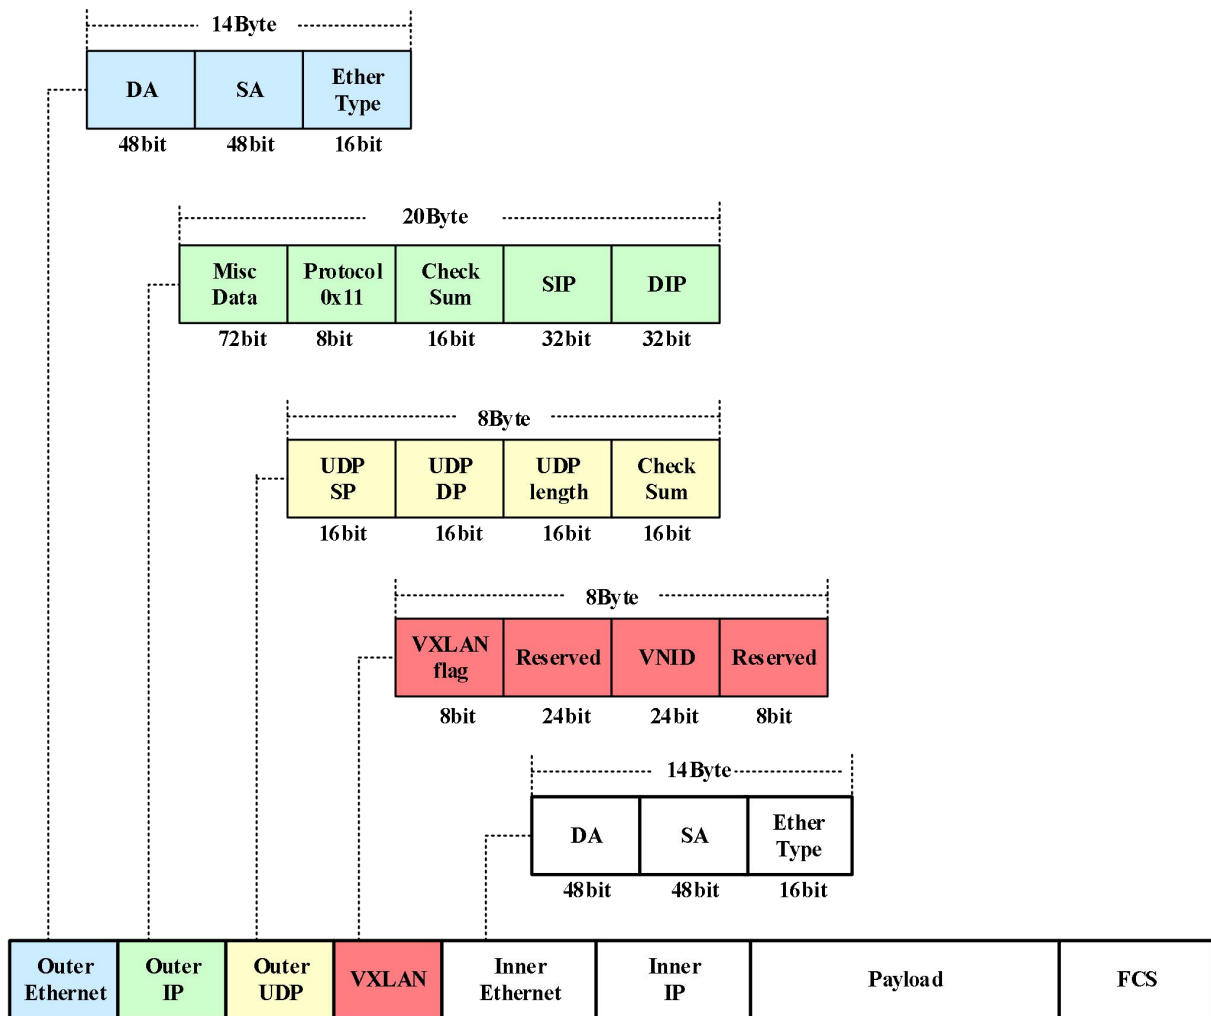 14Byte
DA
SA
Ether
Type
48bit
48bit
16bit
20Byte
Misc
Data
Protocol
0x11
Check
Sum
SIP
DIP
72bit
8bit
16bit
32bit
32bit
8Byte
UDP
SP
UDP
DP
UDP
length
Check
Sum
16bit
16bit
16bit
16bit
8Byte
VXLAN
flag
Reserved
VNID
Reserved
8bit
24bit
24bit
8bit
14Byte
DA
SA
Ether
Type
48bit
48bit
16bit
Outer
Ethernet
Outer
IP
Outer
UDP
VXLAN
Inner
Ethernet
Inner
IP
Payload
FCS